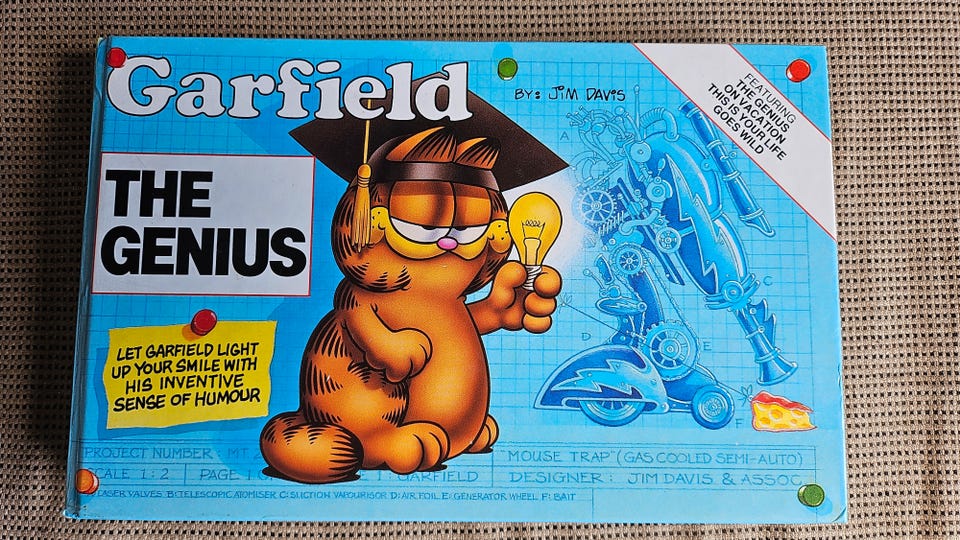 Garfield
BY: JIM DAVIS
FEATURING
THE GENIUS
ON VACATION
THIS IS YOUR LIFE
GOES WILD
THE
GENIUS
LET GARFIELD LIGHT
UP YOUR SMILE WITH
HIS INVENTIVE
SENSE OF HUMOUR
A
C
D
E
F
PROJECT NUMBER: MT
"MOUSE TRAP" (GAS COOLED SEMI-AUTO)
SCALE 1:2 PAGE 1 GARFIELD DESIGNER: JIM DAVIS & ASSOC.
LASER VALVES B: TELESCOPIC ATOMISER C: SUCTION VAPOURISOR D: AIR FOIL E: GENERATOR WHEEL F: BAIT